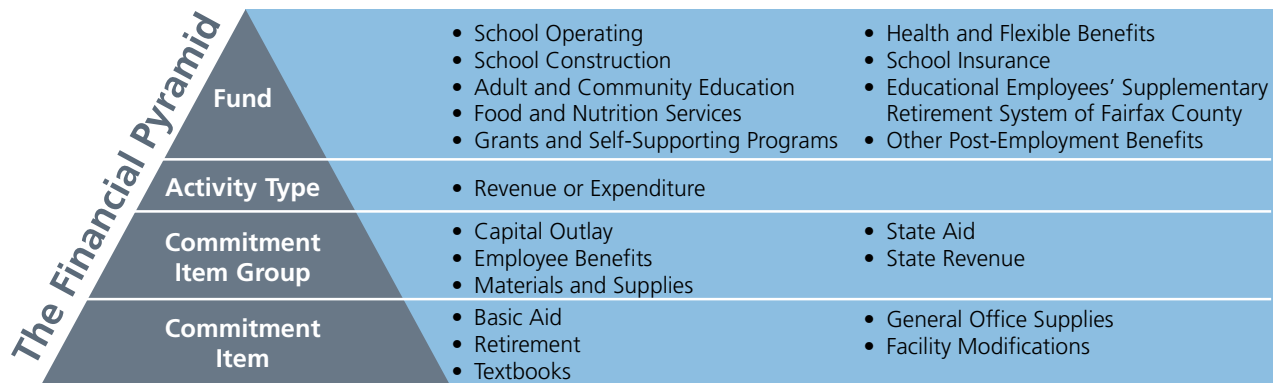 The Financial Pyramid
Fund
• School Operating
• School Construction
• Adult and Community Education
• Food and Nutrition Services
• Grants and Self-Supporting Programs
• Health and Flexible Benefits
• School Insurance
• Educational Employees’ Supplementary
Retirement System of Fairfax County
• Other Post-Employment Benefits
Activity Type
• Revenue or Expenditure
Commitment
Item Group
• Capital Outlay
• Employee Benefits
• Materials and Supplies
• State Aid
• State Revenue
Commitment
Item
• Basic Aid
• Retirement
• Textbooks
• General Office Supplies
• Facility Modifications